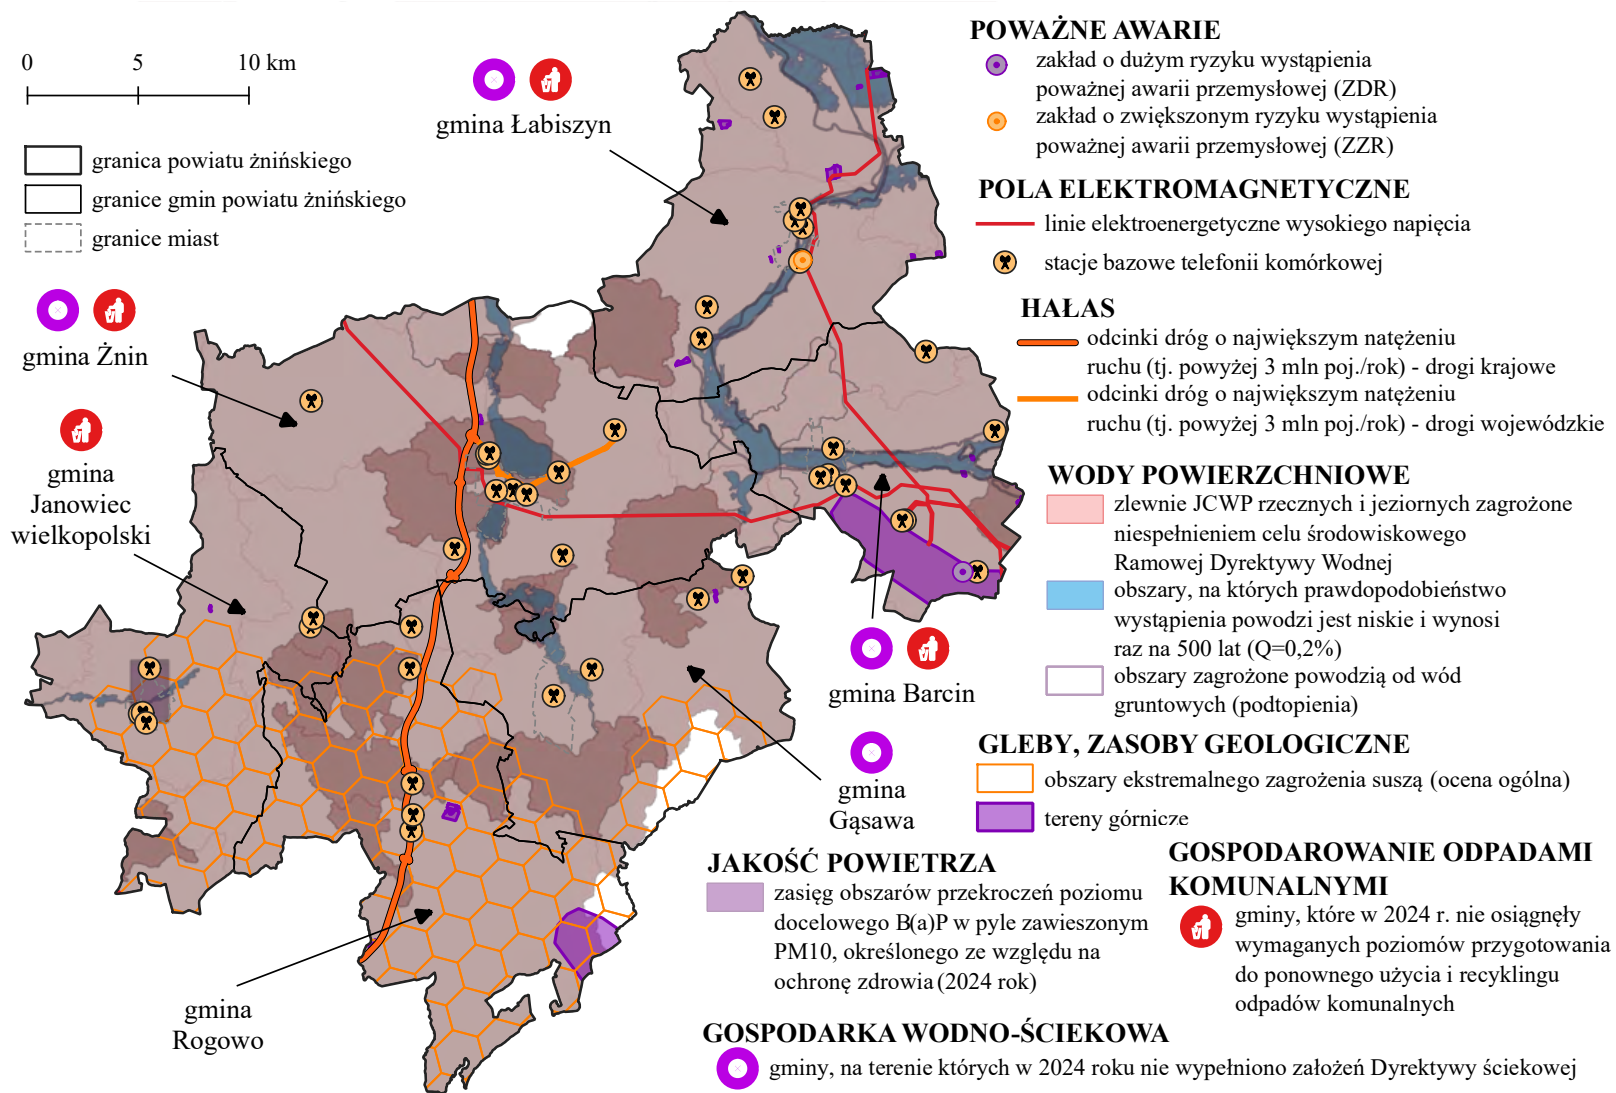 0 5 10 km
granica powiatu żnińskiego
granice gmin powiatu żnińskiego
granice miast
gmina Łabiszyn
gmina Żnin
gmina
Janowiec
wielkopolski
gmina
Rogowo
gmina Barcin
gmina
Gąsawa
POWAŻNE AWARIE
zakład o dużym ryzyku wystąpienia
poważnej awarii przemysłowej (ZDR)
zakład o zwiększonym ryzyku wystąpienia
poważnej awarii przemysłowej (ZZR)
POLA ELEKTROMAGNETYCZNE
linie elektroenergetyczne wysokiego napięcia
stacje bazowe telefonii komórkowej
HAŁAS
odcinki dróg o największym natężeniu
ruchu (tj. powyżej 3 mln poj./rok) - drogi krajowe
odcinki dróg o największym natężeniu
ruchu (tj. powyżej 3 mln poj./rok) - drogi wojewódzkie
WODY POWIERZCHNIOWE
zlewnie JCWP rzecznych i jeziornych zagrożone
niespełnieniem celu środowiskowego
Ramowej Dyrektywy Wodnej
obszary, na których prawdopodobieństwo
wystąpienia powodzi jest niskie i wynosi
raz na 500 lat (Q=0,2%)
obszary zagrożone powodzią od wód
gruntowych (podtopienia)
GLEBY, ZASOBY GEOLOGICZNE
obszary ekstremalnego zagrożenia suszą (ocena ogólna)
tereny górnicze
JAKOŚĆ POWIETRZA
zasięg obszarów przekroczeń poziomu
docelowego B(a)P w pyle zawieszonym
PM10, określonego ze względu na
ochronę zdrowia (2024 rok)
GOSPODAROWANIE ODPADAMI
KOMUNALNYMI
gminy, które w 2024 r. nie osiągnęły
wymaganych poziomów przygotowania
do ponownego użycia i recyklingu
odpadów komunalnych
GOSPODARKA WODNO-ŚCIEKOWA
gminy, na terenie których w 2024 roku nie wypełniono założeń Dyrektywy ściekowej